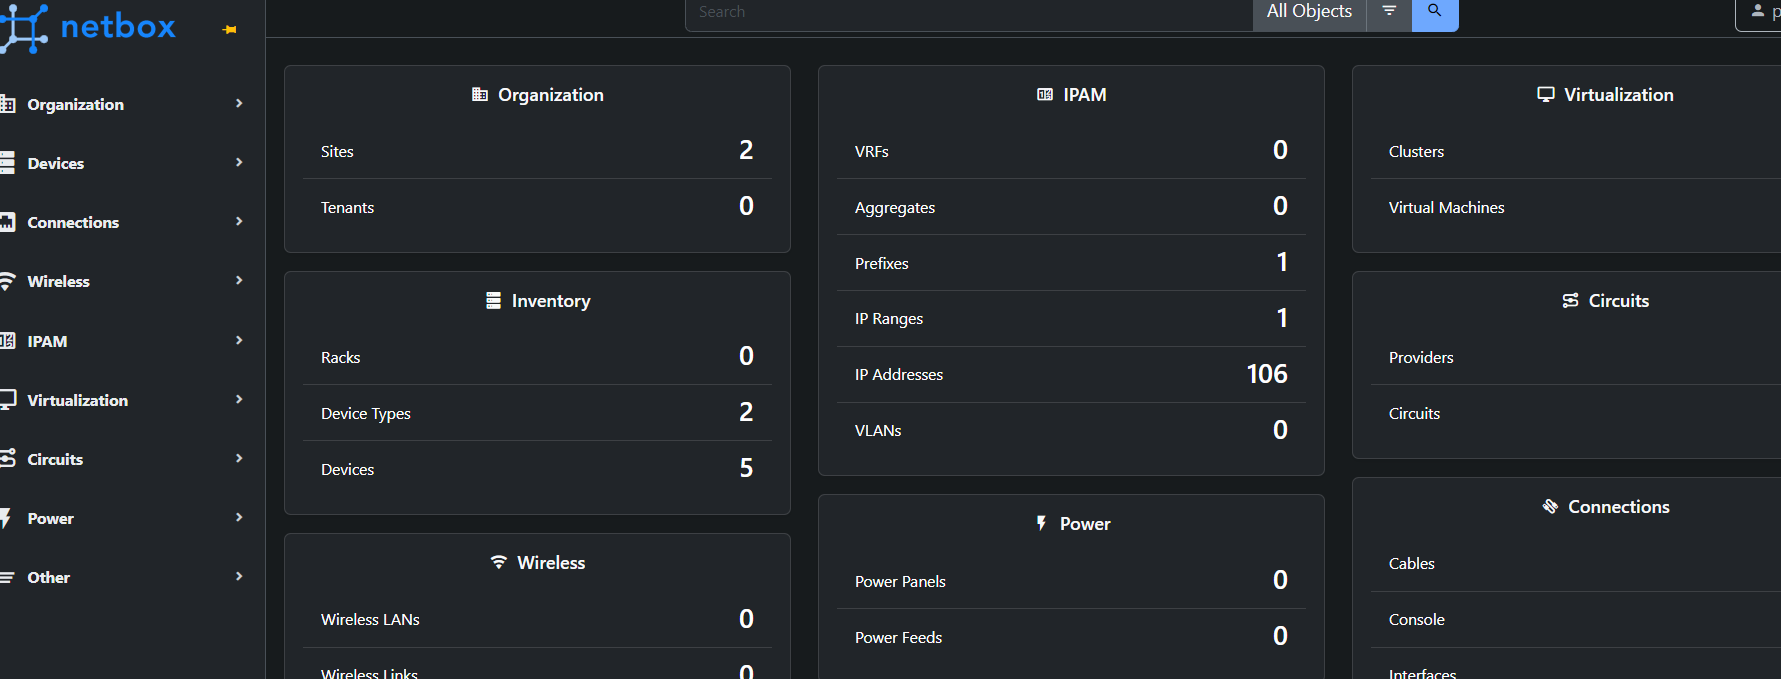 netbox
Search
All Objects
p
Organization
Devices
Connections
Wireless
IPAM
Virtualization
Circuits
Power
Other
Organization
Sites 2
Tenants 0
Inventory
Racks 0
Device Types 2
Devices 5
Wireless
Wireless LANs 0
Wireless Links 0
IPAM
VRFs 0
Aggregates 0
Prefixes 1
IP Ranges 1
IP Addresses 106
VLANs 0
Power
Power Panels 0
Power Feeds 0
Virtualization
Clusters
Virtual Machines
Circuits
Providers
Circuits
Connections
Cables
Console
Interfaces